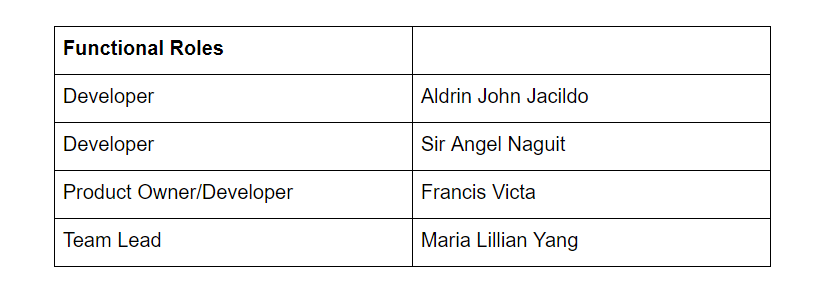 Functional Roles
Developer Aldrin John Jacildo
Developer Sir Angel Naguit
Product Owner/Developer Francis Victa
Team Lead Maria Lillian Yang